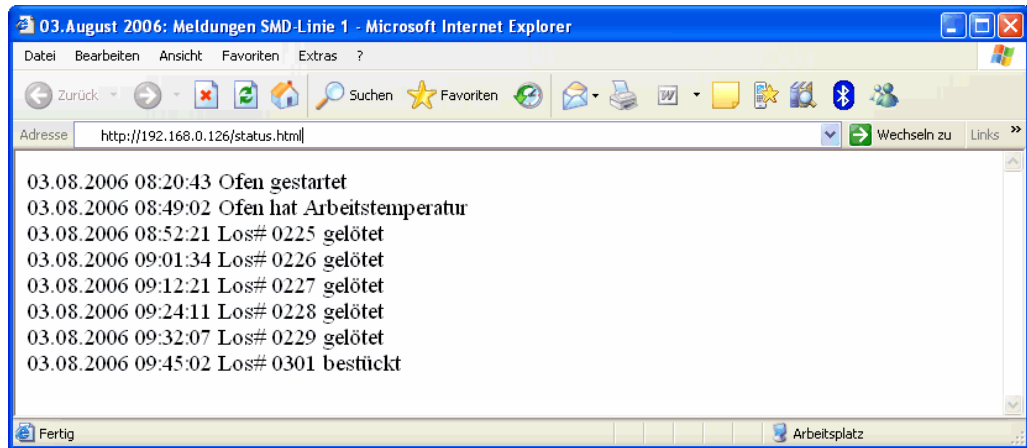 03.August 2006: Meldungen SMD-Linie 1 - Microsoft Internet Explorer
Datei Bearbeiten Ansicht Favoriten Extras ?
Zurück Suchen Favoriten W
Adresse http://192.168.0.126/status.html Wechseln zu Links »
03.08.2006 08:20:43 Ofen gestartet
03.08.2006 08:49:02 Ofen hat Arbeitstemperatur
03.08.2006 08:52:21 Los# 0225 gelötet
03.08.2006 09:01:34 Los# 0226 gelötet
03.08.2006 09:12:21 Los# 0227 gelötet
03.08.2006 09:24:11 Los# 0228 gelötet
03.08.2006 09:32:07 Los# 0229 gelötet
03.08.2006 09:45:02 Los# 0301 bestückt
Fertig Arbeitsplatz